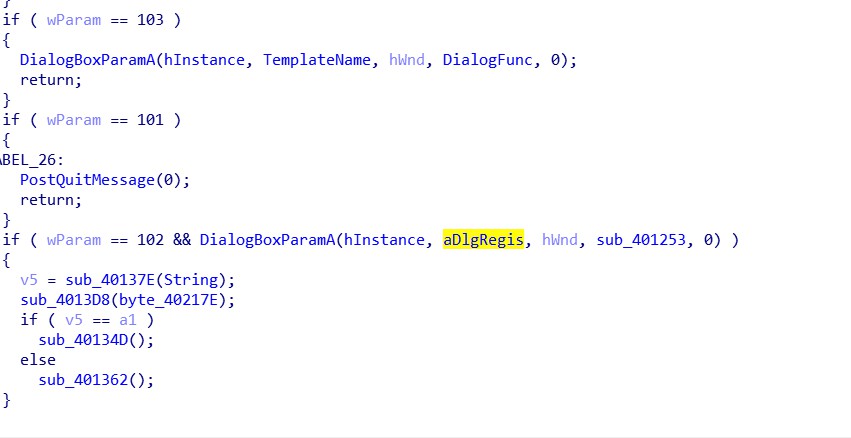 }
if ( wParam == 103 )
{
DialogBoxParamA(hInstance, TemplateName, hWnd, DialogFunc, 0);
return;
}
if ( wParam == 101 )
{
ABEL_26:
PostQuitMessage(0);
return;
}
if ( wParam == 102 && DialogBoxParamA(hInstance, aDlgRegis, hWnd, sub_401253, 0) )
{
v5 = sub_40137E(String);
sub_4013D8(byte_40217E);
if ( v5 == a1 )
sub_40134D();
else
sub_401362();
}